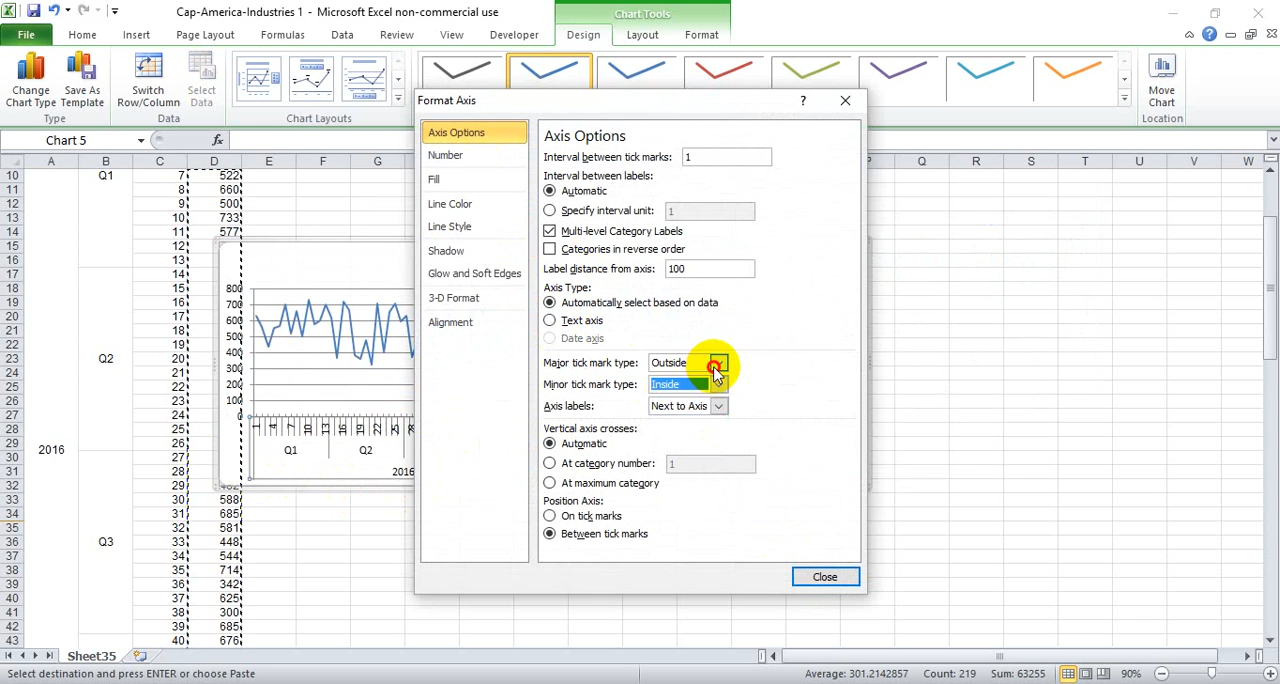 Cap-America-Industries 1 - Microsoft Excel non-commercial use
Chart Tools
File Home Insert Page Layout Formulas Data Review View Developer Design Layout Format
Change Chart Type
Save As Template
Switch Row/Column
Select Data
Move Chart
Type Data Chart Layouts Location
Chart 5 fx
A B C D E F G P Q R S T U V W
10 Q1 7 522
11 8 660
12 9 500
13 10 733
14 11 577
15 12
16 13
17 14
18 15
19 16
20 17
21 18
22 19
23 Q2 20
24 21
25 22
26 23
27 24
28 25
29 26
30 2016 27
31 28
32 29
33 30 588
34 31 685
35 32 581
36 Q3 33 448
37 34 544
38 35 714
39 36 342
40 37 625
41 38 300
42 39 685
43 40 676
800
700
600
500
400
300
200
100
0
1 4 7 10 13 16 19 22 25 28
Q1 Q2
2016
Format Axis
Axis Options
Number
Fill
Line Color
Line Style
Shadow
Glow and Soft Edges
3-D Format
Alignment
Axis Options
Interval between tick marks: 1
Interval between labels:
Automatic
Specify interval unit: 1
Multi-level Category Labels
Categories in reverse order
Label distance from axis: 100
Axis Type:
Automatically select based on data
Text axis
Date axis
Major tick mark type: Outside
Minor tick mark type: Inside
Axis labels: Next to Axis
Vertical axis crosses:
Automatic
At category number: 1
At maximum category
Position Axis:
On tick marks
Between tick marks
Close
Sheet35
Select destination and press ENTER or choose Paste Average: 301.2142857 Count: 219 Sum: 63255 90%